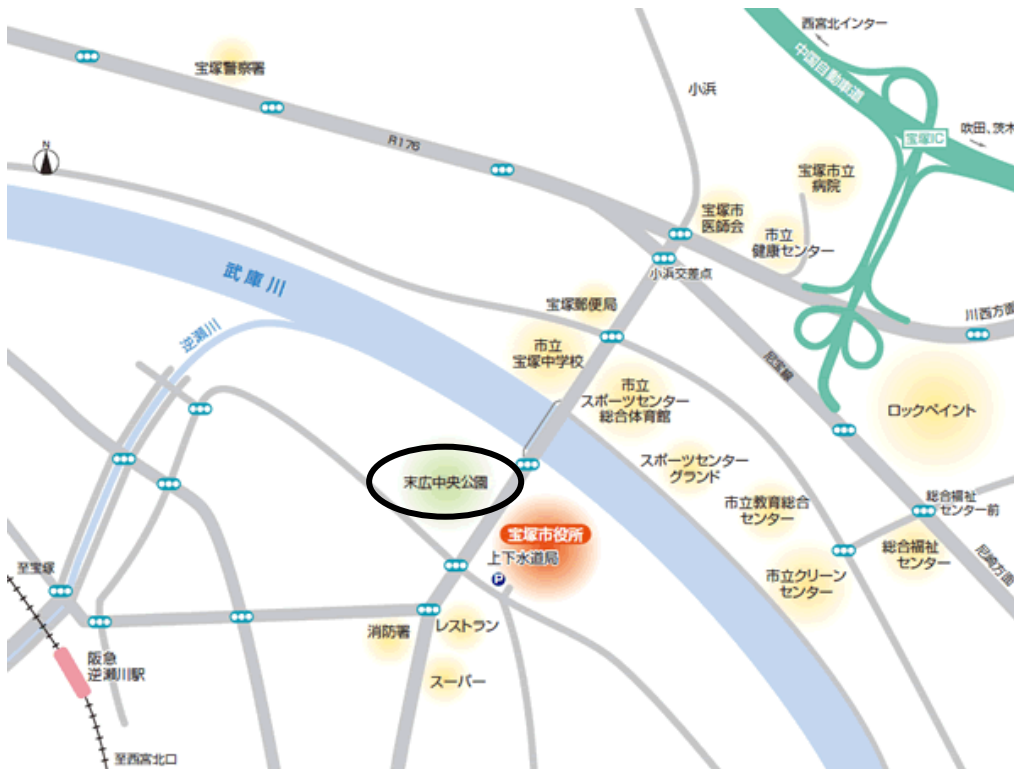 西宮北インター
中国自動車道
宝塚警察署
小浜
吹田、茨木
宝塚IC
R176
N
宝塚市立
病院
宝塚市
医師会
市立
健康センター
小浜交差点
武庫川
宝塚郵便局
川西方面
逆瀬川
市立
宝塚中学校
尼宝線
市立
スポーツセンター
総合体育館
ロックペイント
スポーツセンター
グランド
末広中央公園
市立教育総合
センター
総合福祉
センター前
宝塚市役所
上下水道局
P
総合福祉
センター
尼崎方面
市立クリーン
センター
至宝塚
消防署
レストラン
阪急
逆瀬川駅
スーパー
至西宮北口